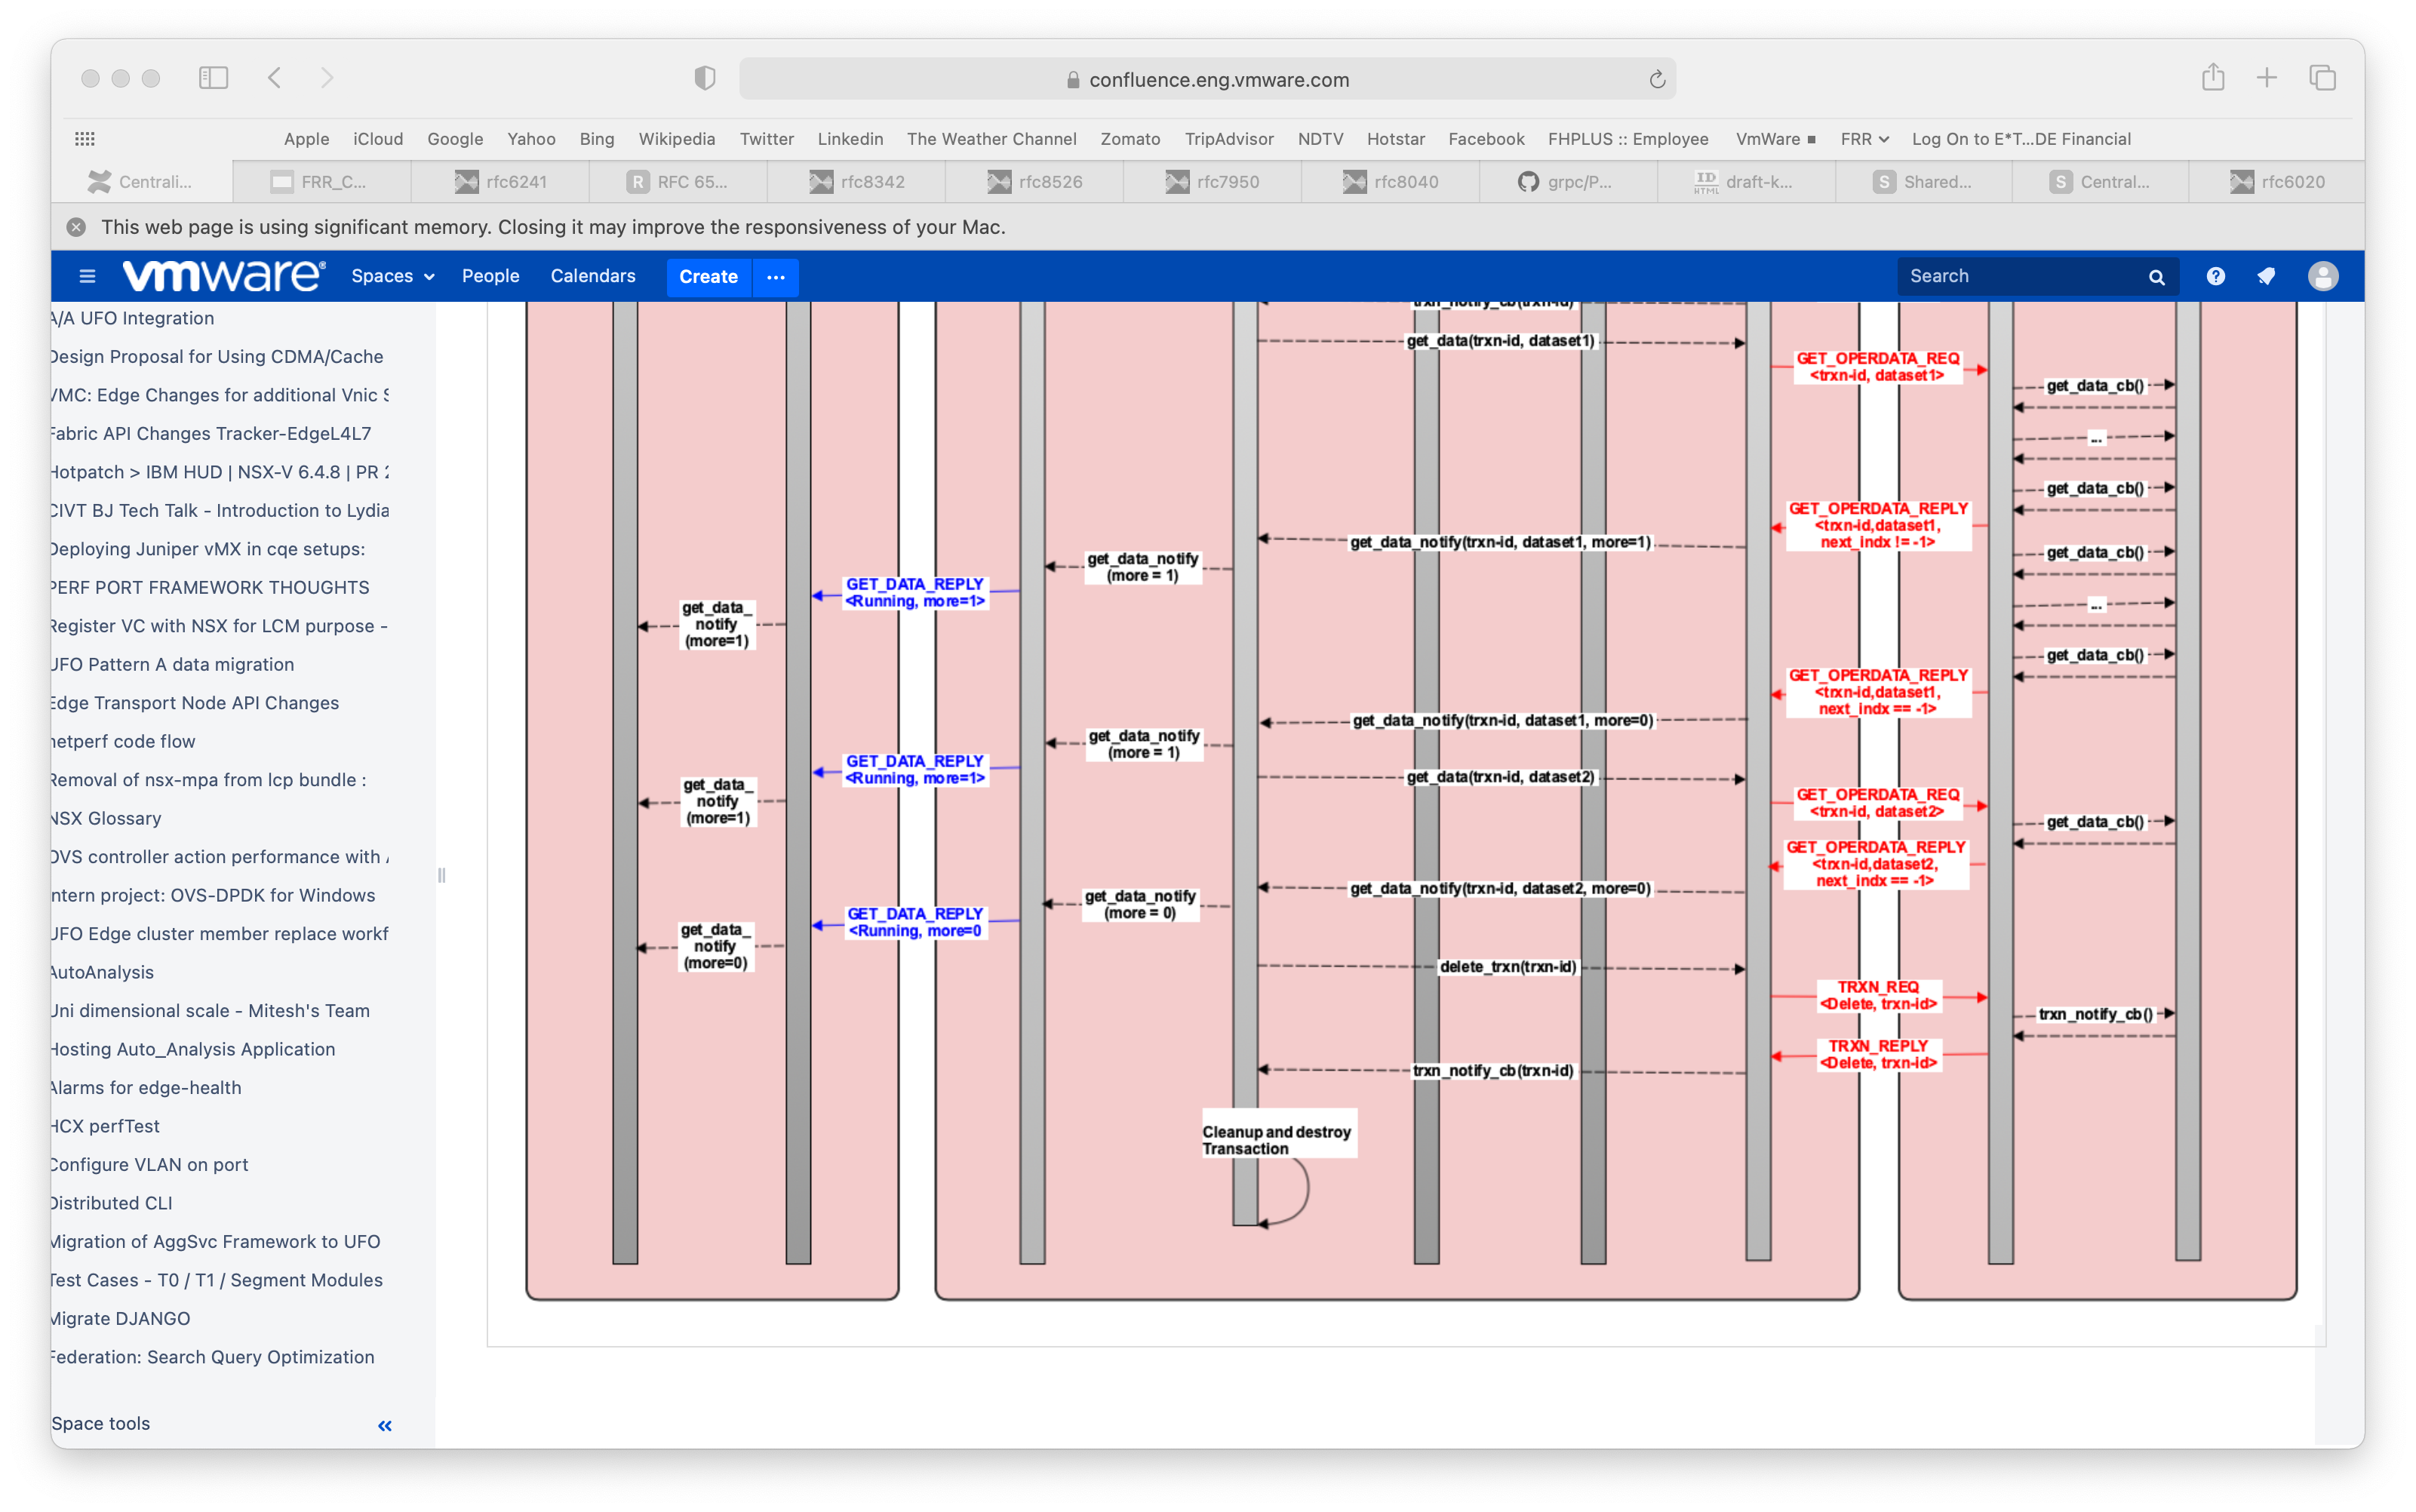 confluence.eng.vmware.com
Apple iCloud Google Yahoo Bing Wikipedia Twitter Linkedin The Weather Channel Zomato TripAdvisor NDTV Hotstar Facebook FHPLUS :: Employee VmWare FRR Log On to E*T...DE Financial
Centrali... FRR_C... rfc6241 R RFC 65... rfc8342 rfc8526 rfc7950 rfc8040 grpc/P... ID HTML draft-k... S Shared... S Central... rfc6020
This web page is using significant memory. Closing it may improve the responsiveness of your Mac.
vmware® Spaces People Calendars Create ... Search
A/A UFO Integration
Design Proposal for Using CDMA/Cache
VMC: Edge Changes for additional Vnic S
Fabric API Changes Tracker-EdgeL4L7
Hotpatch > IBM HUD | NSX-V 6.4.8 | PR 2
CIVT BJ Tech Talk - Introduction to Lydia
Deploying Juniper vMX in cqe setups:
PERF PORT FRAMEWORK THOUGHTS
Register VC with NSX for LCM purpose -
UFO Pattern A data migration
Edge Transport Node API Changes
netperf code flow
Removal of nsx-mpa from lcp bundle :
NSX Glossary
OVS controller action performance with
Intern project: OVS-DPDK for Windows
UFO Edge cluster member replace workf
AutoAnalysis
Uni dimensional scale - Mitesh's Team
Hosting Auto_Analysis Application
Alarms for edge-health
HCX perfTest
Configure VLAN on port
Distributed CLI
Migration of AggSvc Framework to UFO
Test Cases - T0 / T1 / Segment Modules
Migrate DJANGO
Federation: Search Query Optimization
Space tools
trxn_notify_cb(trxn-id)
get_data(trxn-id, dataset1)
GET_OPERDATA_REQ
<trxn-id, dataset1>
get_data_cb()
...
get_data_cb()
GET_OPERDATA_REPLY
<trxn-id,dataset1,
next_indx != -1>
get_data_notify(trxn-id, dataset1, more=1)
get_data_cb()
get_data_notify
(more = 1)
GET_DATA_REPLY
<Running, more=1>
get_data_
notify
(more=1)
...
get_data_cb()
GET_OPERDATA_REPLY
<trxn-id,dataset1,
next_indx == -1>
get_data_notify(trxn-id, dataset1, more=0)
get_data_notify
(more = 1)
GET_DATA_REPLY
<Running, more=1>
get_data(trxn-id, dataset2)
get_data_
notify
(more=1)
GET_OPERDATA_REQ
<trxn-id, dataset2>
get_data_cb()
GET_OPERDATA_REPLY
<trxn-id,dataset2,
next_indx == -1>
get_data_notify(trxn-id, dataset2, more=0)
get_data_notify
(more = 0)
GET_DATA_REPLY
<Running, more=0
get_data_
notify
(more=0)
delete_trxn(trxn-id)
TRXN_REQ
<Delete, trxn-id>
trxn_notify_cb()
TRXN_REPLY
<Delete, trxn-id>
trxn_notify_cb(trxn-id)
Cleanup and destroy
Transaction